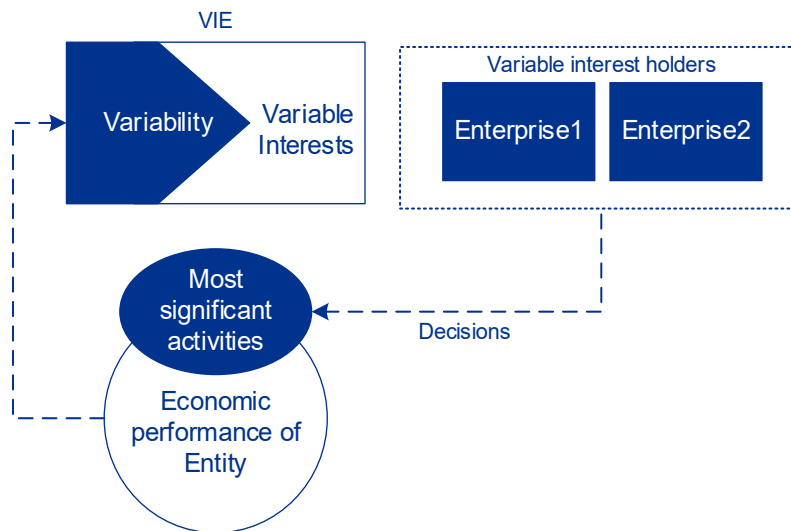 VIE
Variability
Variable
Interests
Variable interest holders
Enterprise1
Enterprise2
Most
significant
activities
Decisions
Economic
performance of
Entity